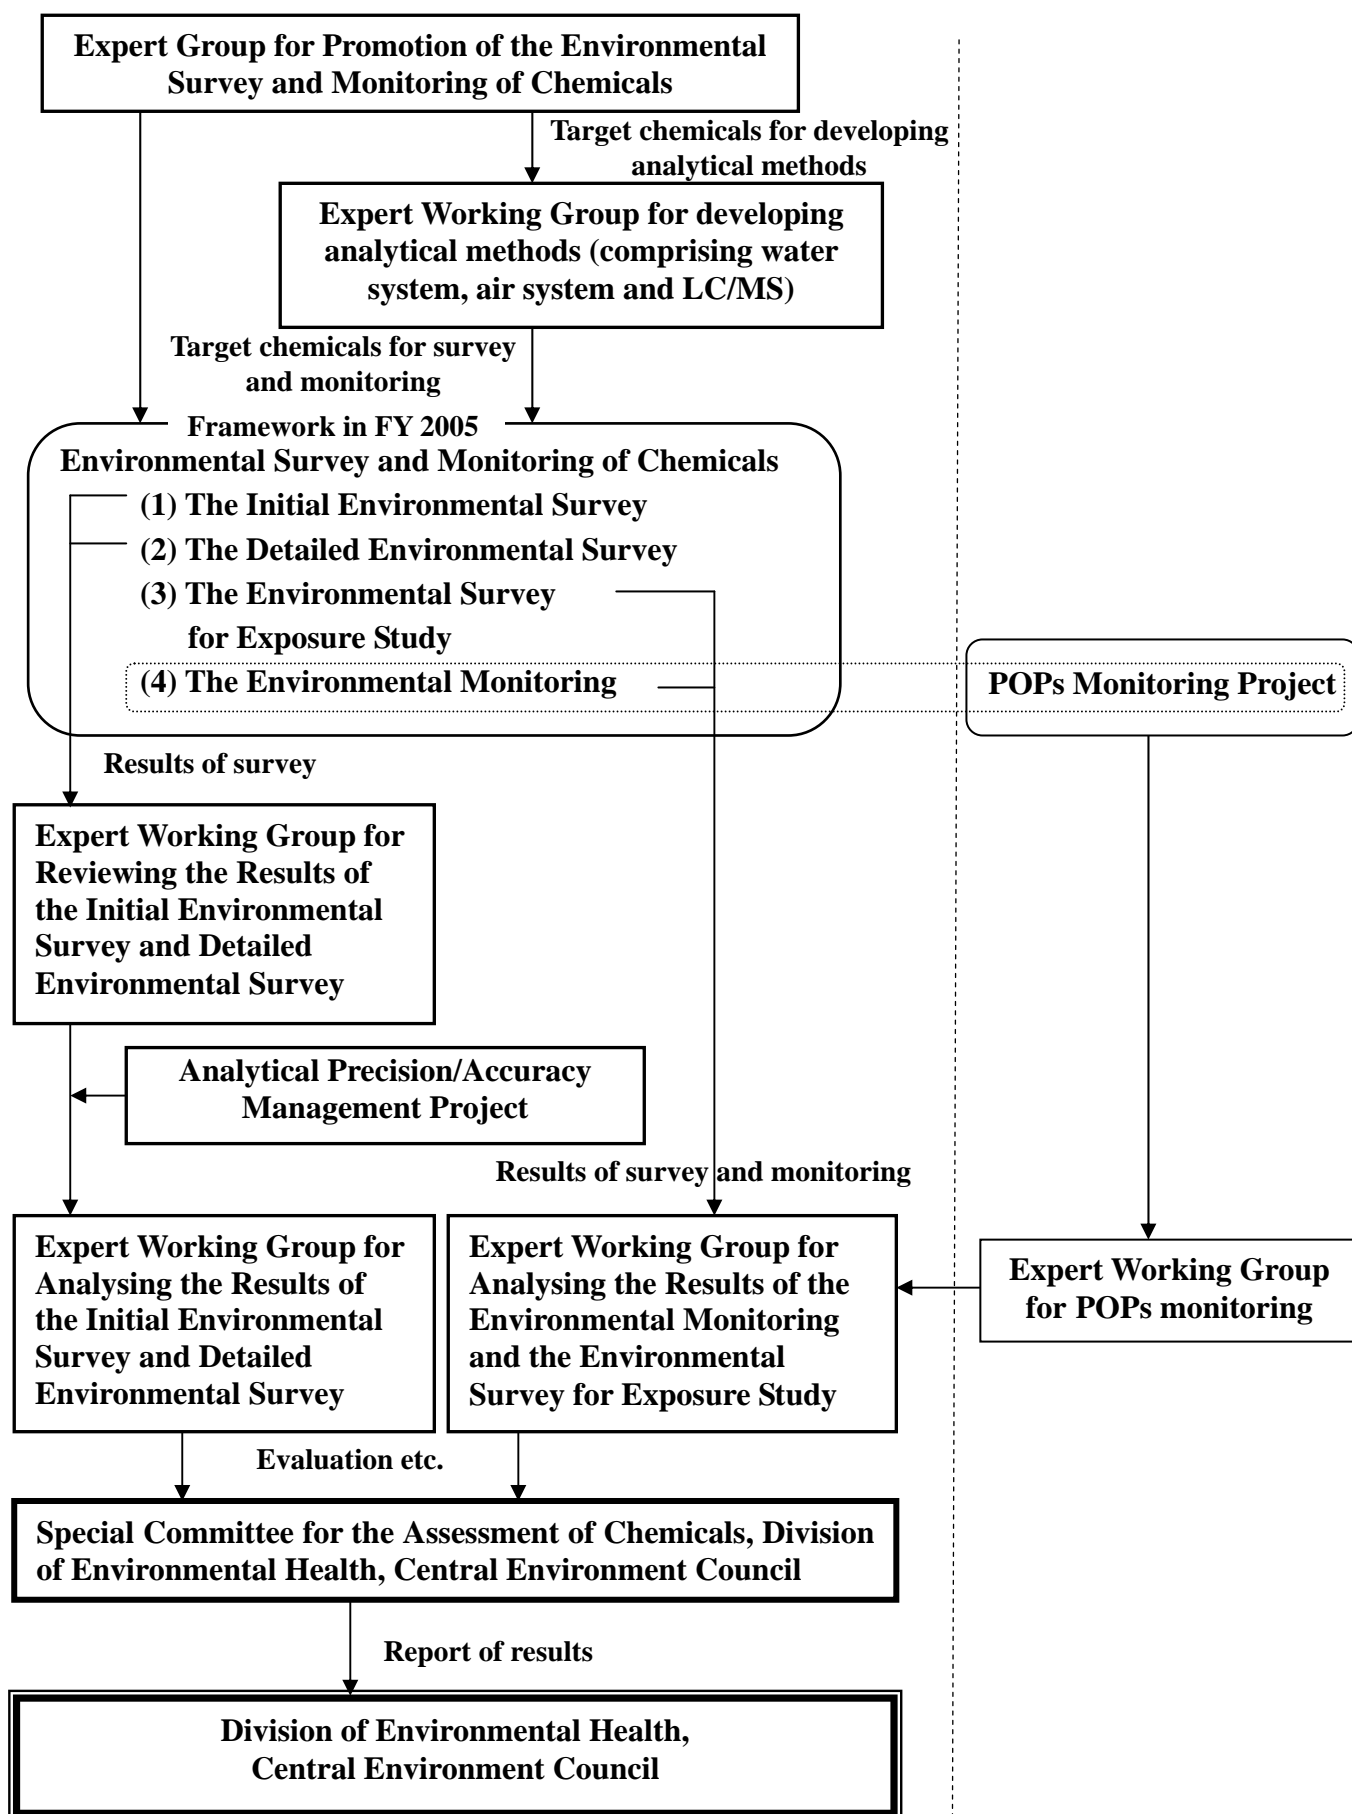 Expert Group for Promotion of the Environmental
Survey and Monitoring of Chemicals
Target chemicals for developing
analytical methods
Expert Working Group for developing
analytical methods (comprising water
system, air system and LC/MS)
Target chemicals for survey
and monitoring
Framework in FY 2005
Environmental Survey and Monitoring of Chemicals
(1) The Initial Environmental Survey
(2) The Detailed Environmental Survey
(3) The Environmental Survey
for Exposure Study
(4) The Environmental Monitoring
POPs Monitoring Project
Results of survey
Expert Working Group for
Reviewing the Results of
the Initial Environmental
Survey and Detailed
Environmental Survey
Analytical Precision/Accuracy
Management Project
Results of survey and monitoring
Expert Working Group for
Analysing the Results of
the Initial Environmental
Survey and Detailed
Environmental Survey
Expert Working Group for
Analysing the Results of the
Environmental Monitoring
and the Environmental
Survey for Exposure Study
Expert Working Group
for POPs monitoring
Evaluation etc.
Special Committee for the Assessment of Chemicals, Division
of Environmental Health, Central Environment Council
Report of results
Division of Environmental Health,
Central Environment Council